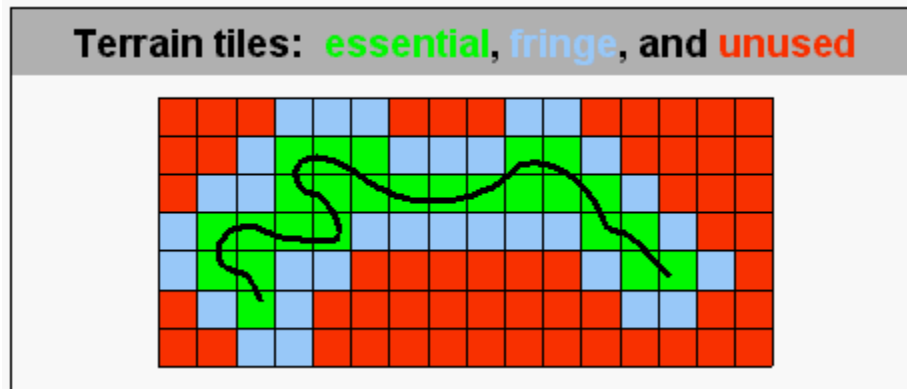 Terrain tiles: essential, fringe, and unused